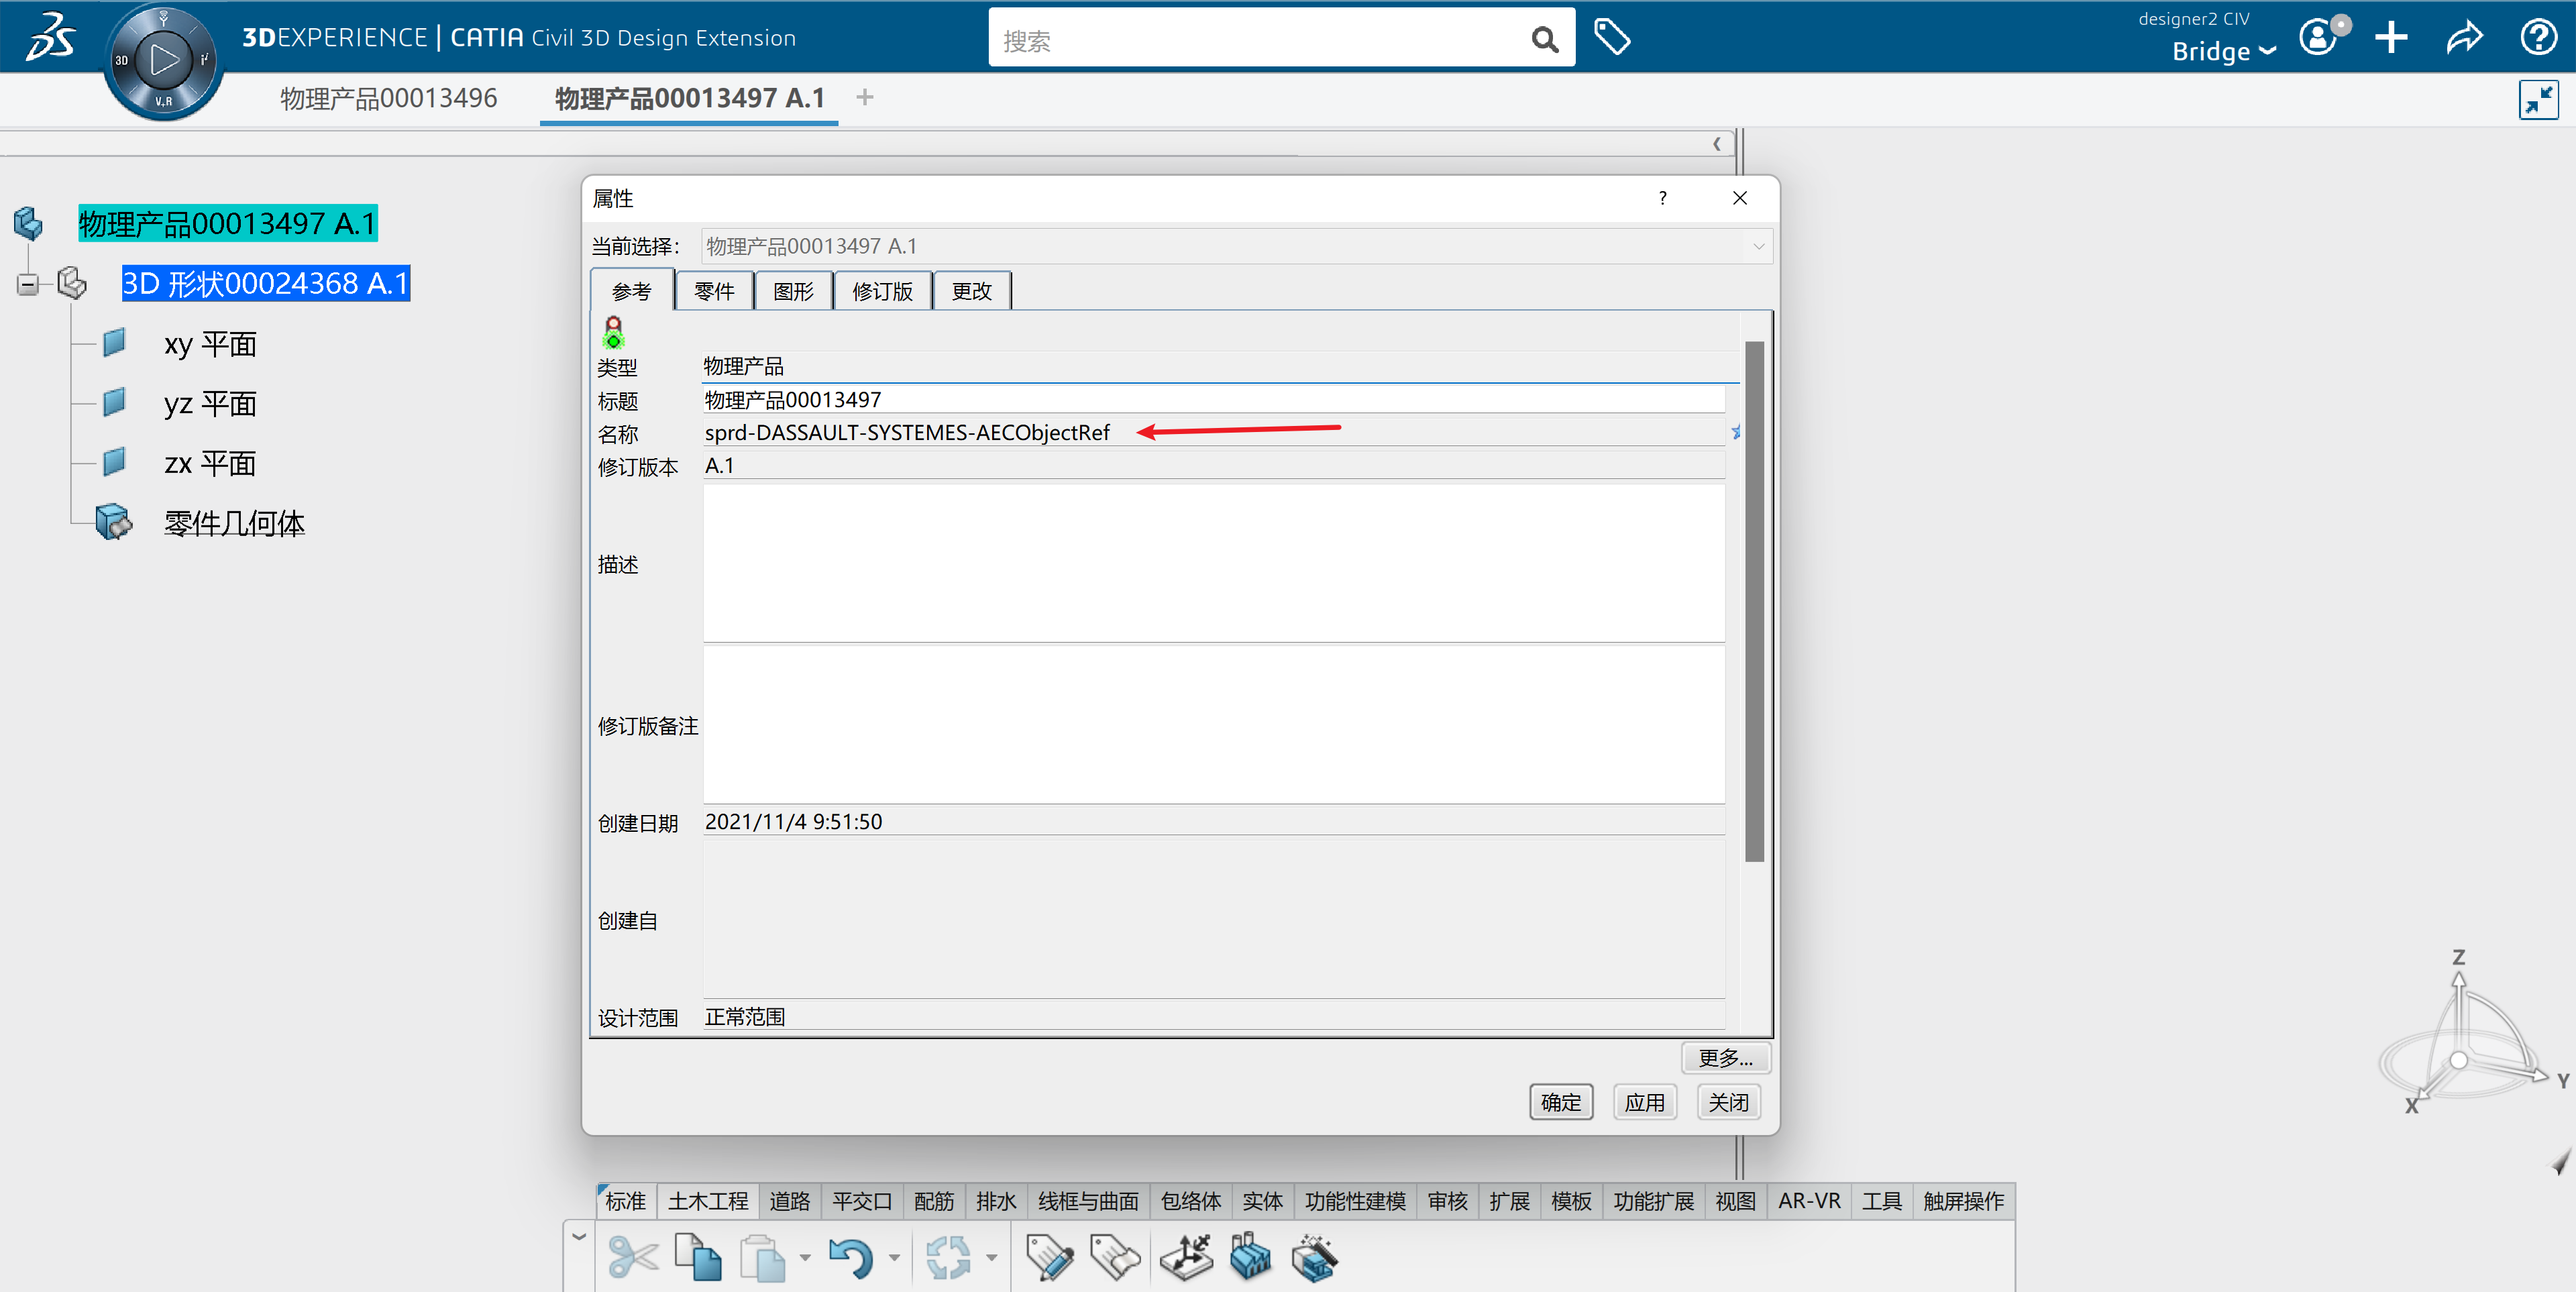 3DEXPERIENCE | CATIA Civil 3D Design Extension
搜索
designer2 CIV
Bridge
3D
V,R
物理产品00013496
物理产品00013497 A.1
物理产品00013497 A.1
3D 形状00024368 A.1
xy 平面
yz 平面
zx 平面
零件几何体
属性
?
当前选择：
物理产品00013497 A.1
参考
零件
图形
修订版
更改
类型
物理产品
标题
物理产品00013497
名称
sprd-DASSAULT-SYSTEMES-AECObjectRef
修订版本
A.1
描述
修订版备注
创建日期
2021/11/4 9:51:50
创建自
设计范围
正常范围
更多...
确定
应用
关闭
Z
Y
X
标准
土木工程
道路
平交口
配筋
排水
线框与曲面
包络体
实体
功能性建模
审核
扩展
模板
功能扩展
视图
AR-VR
工具
触屏操作